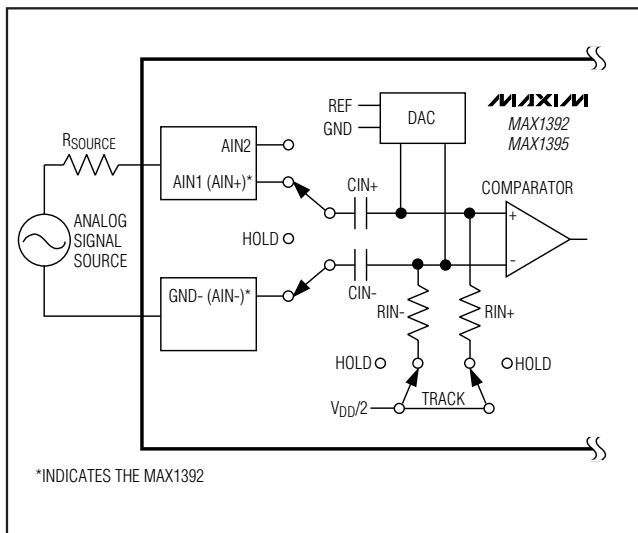 REF
GND
DAC
MAXIM
MAX1392
MAX1395
RSOURCE
AIN2
AIN1 (AIN+)*
CIN+
COMPARATOR
+
-
ANALOG
SIGNAL
SOURCE
HOLD
GND- (AIN-)*
CIN-
RIN-
RIN+
HOLD
HOLD
TRACK
VDD/2
*INDICATES THE MAX1392